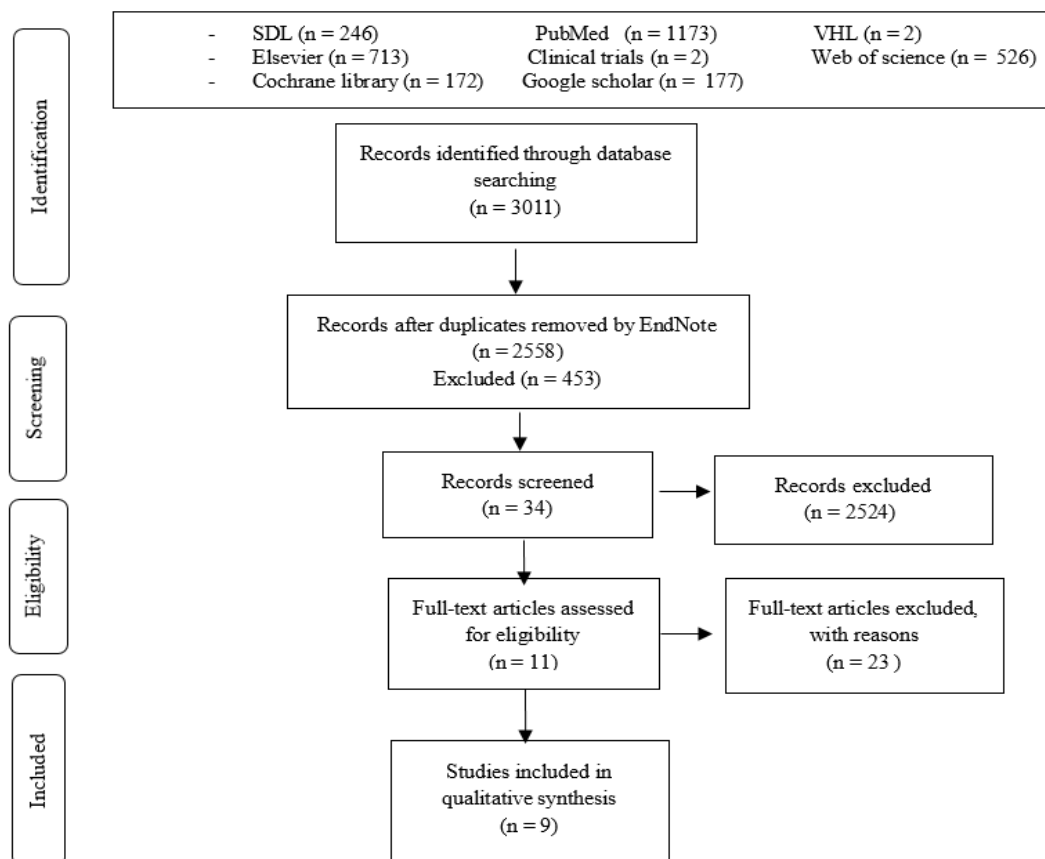 - SDL (n = 246) PubMed (n = 1173) VHL (n = 2)
- Elsevier (n = 713) Clinical trials (n = 2) Web of science (n = 526)
- Cochrane library (n = 172) Google scholar (n = 177)
Identification
Records identified through database
searching
(n = 3011)
Records after duplicates removed by EndNote
(n = 2558)
Excluded (n = 453)
Screening
Records screened
(n = 34)
Records excluded
(n = 2524)
Eligibility
Full-text articles assessed
for eligibility
(n = 11)
Full-text articles excluded,
with reasons
(n = 23 )
Included
Studies included in
qualitative synthesis
(n = 9)